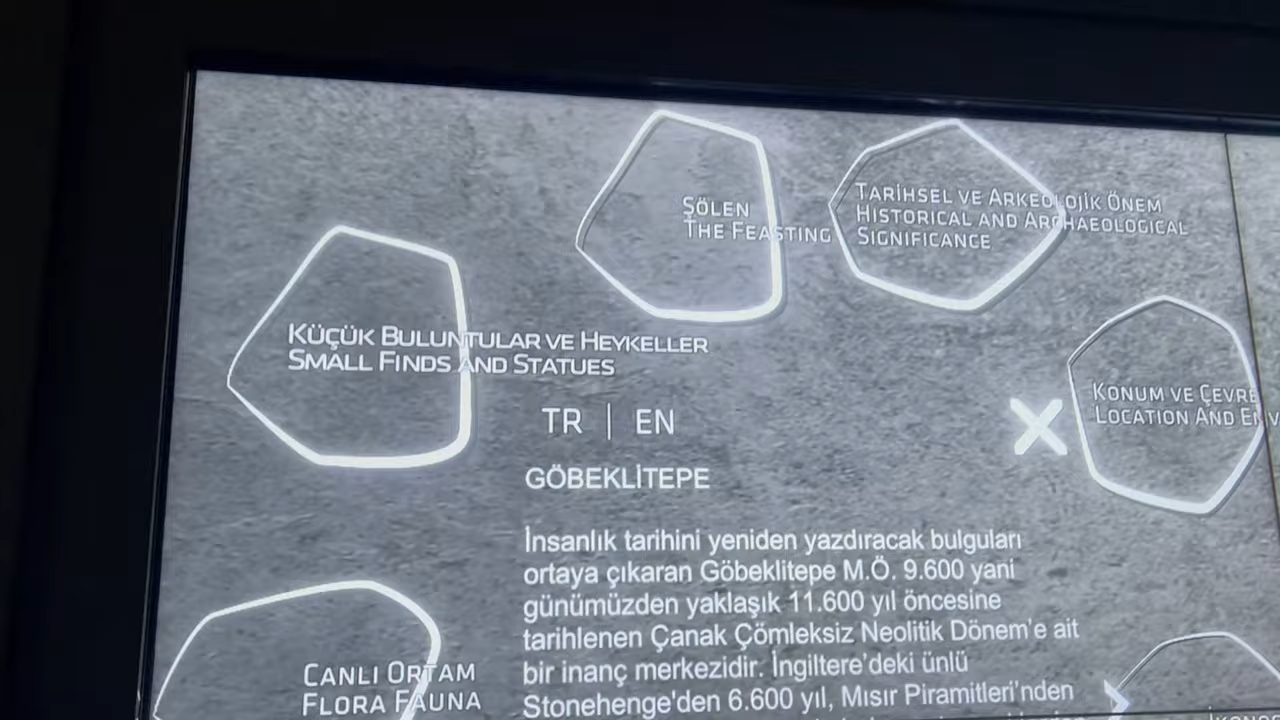 ŞÖLEN
THE FEASTING
TARİHSEL VE ARKEOLOJİK ÖNEM
HISTORICAL AND ARCHAEOLOGICAL
SIGNIFICANCE
KÜÇÜK BULUNTULAR VE HEYKELLER
SMALL FINDS AND STATUES
KONUM VE ÇEVRE
LOCATION AND ENV
TR | EN
GÖBEKLİTEPE
İnsanlık tarihini yeniden yazdıracak bulguları
ortaya çıkaran Göbeklitepe M.Ö. 9.600 yani
günümüzden yaklaşık 11.600 yıl öncesine
tarihlenen Çanak Çömleksiz Neolitik Dönem'e ait
bir inanç merkezidir. İngiltere'deki ünlü
Stonehenge'den 6.600 yıl, Mısır Piramitleri'nden
CANLI ORTAM
FLORA FAUNA